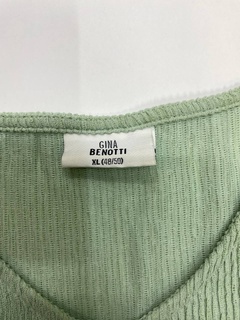 GINA
BENOTTI
XL (48/50)